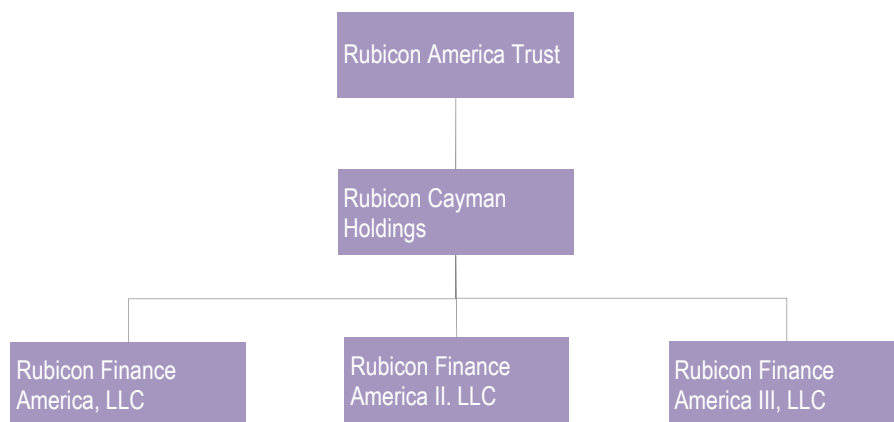 Rubicon America Trust
Rubicon Cayman
Holdings
Rubicon Finance
America, LLC
Rubicon Finance
America II. LLC
Rubicon Finance
America III, LLC